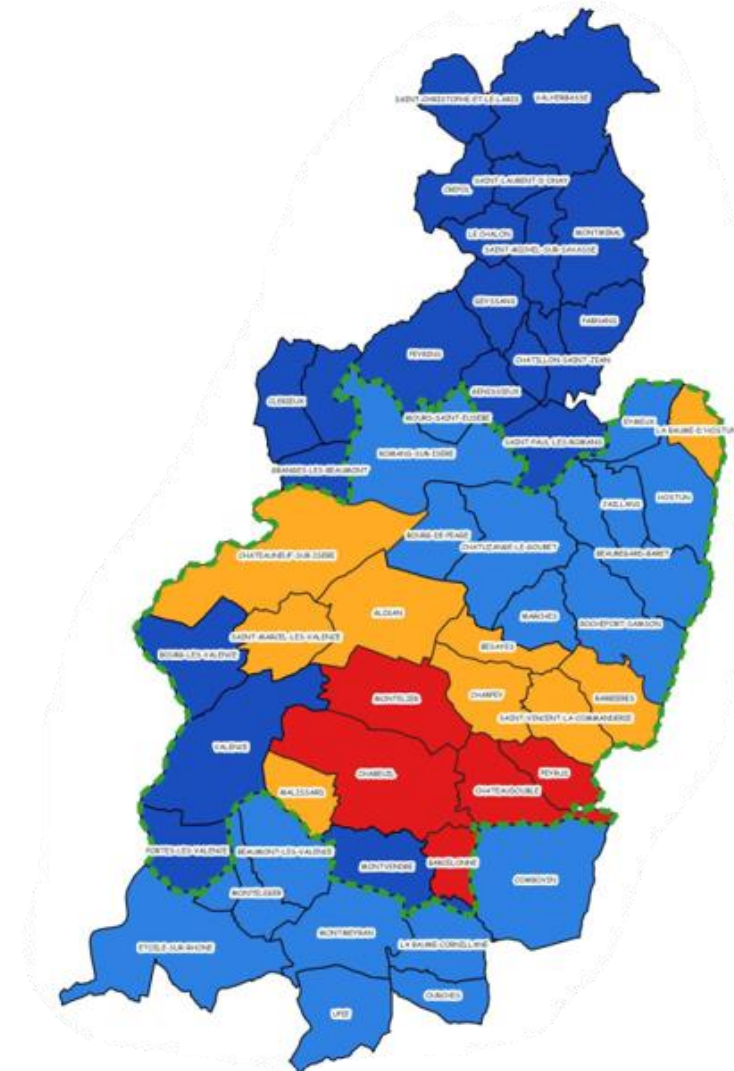 SAINT-CHRISTOPHE-ET-LE-LARIS
VALHERBASSE
SAINT-LAURENT-D'ONAY
CREPOL
LE CHALON
MONTMIRAL
SAINT-MICHEL-SUR-SAVASSE
GEYSSANS
PARNANS
PEYRINS
CHATILLON-SAINT-JEAN
GENISSIEUX
CLERIEUX
MOURS-SAINT-EUSEBE
EYMEUX
LA BAUME-D'HOSTUN
SAINT-PAUL-LES-ROMANS
ROMANS-SUR-ISERE
GRANGES-LES-BEAUMONT
HOSTUN
JAILLANS
BOURG-DE-PEAGE
CHATUZANGE-LE-GOUBET
BEAUREGARD-BARET
CHATEAUNEUF-SUR-ISERE
ALIXAN
MARCHES
ROCHEFORT-SAMSON
SAINT-MARCEL-LES-VALENCE
BESAYES
BOURG-LES-VALENCE
CHARPEY
BARBIERES
MONTELIER
SAINT-VINCENT-LA-COMMANDERIE
VALENCE
CHABEUIL
PEYRUS
CHATEAUDOUBLE
MALISSARD
PORTES-LES-VALENCE
BEAUMONT-LES-VALENCE
MONTVENDRE
BARCELONNE
COMBOVIN
MONTELEGER
MONTMEYRAN
LA BAUME-CORNILLANE
ETOILE-SUR-RHONE
OURCHES
UPIE